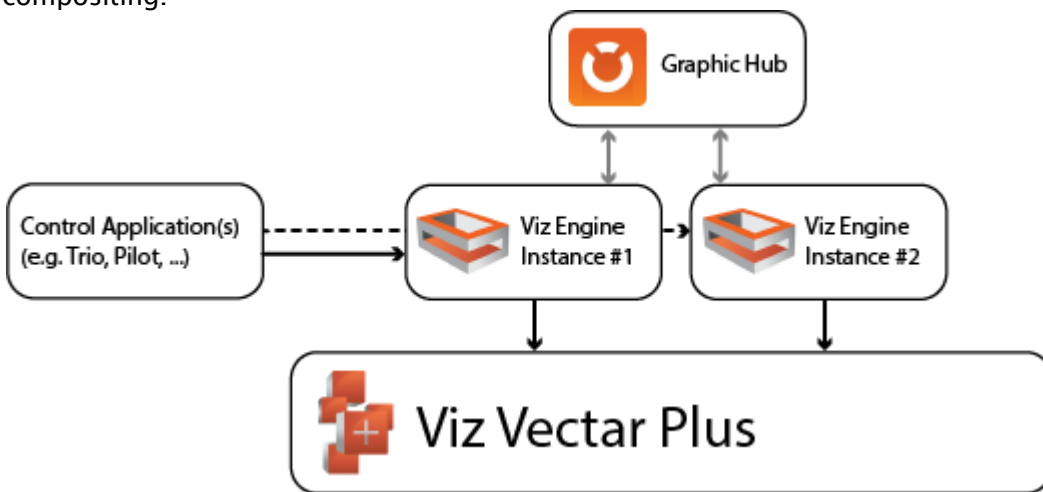 compositing.
Graphic Hub
Control Application(s)
(e.g. Trio, Pilot, ...)
Viz Engine
Instance #1
Viz Engine
Instance #2
Viz Vectar Plus